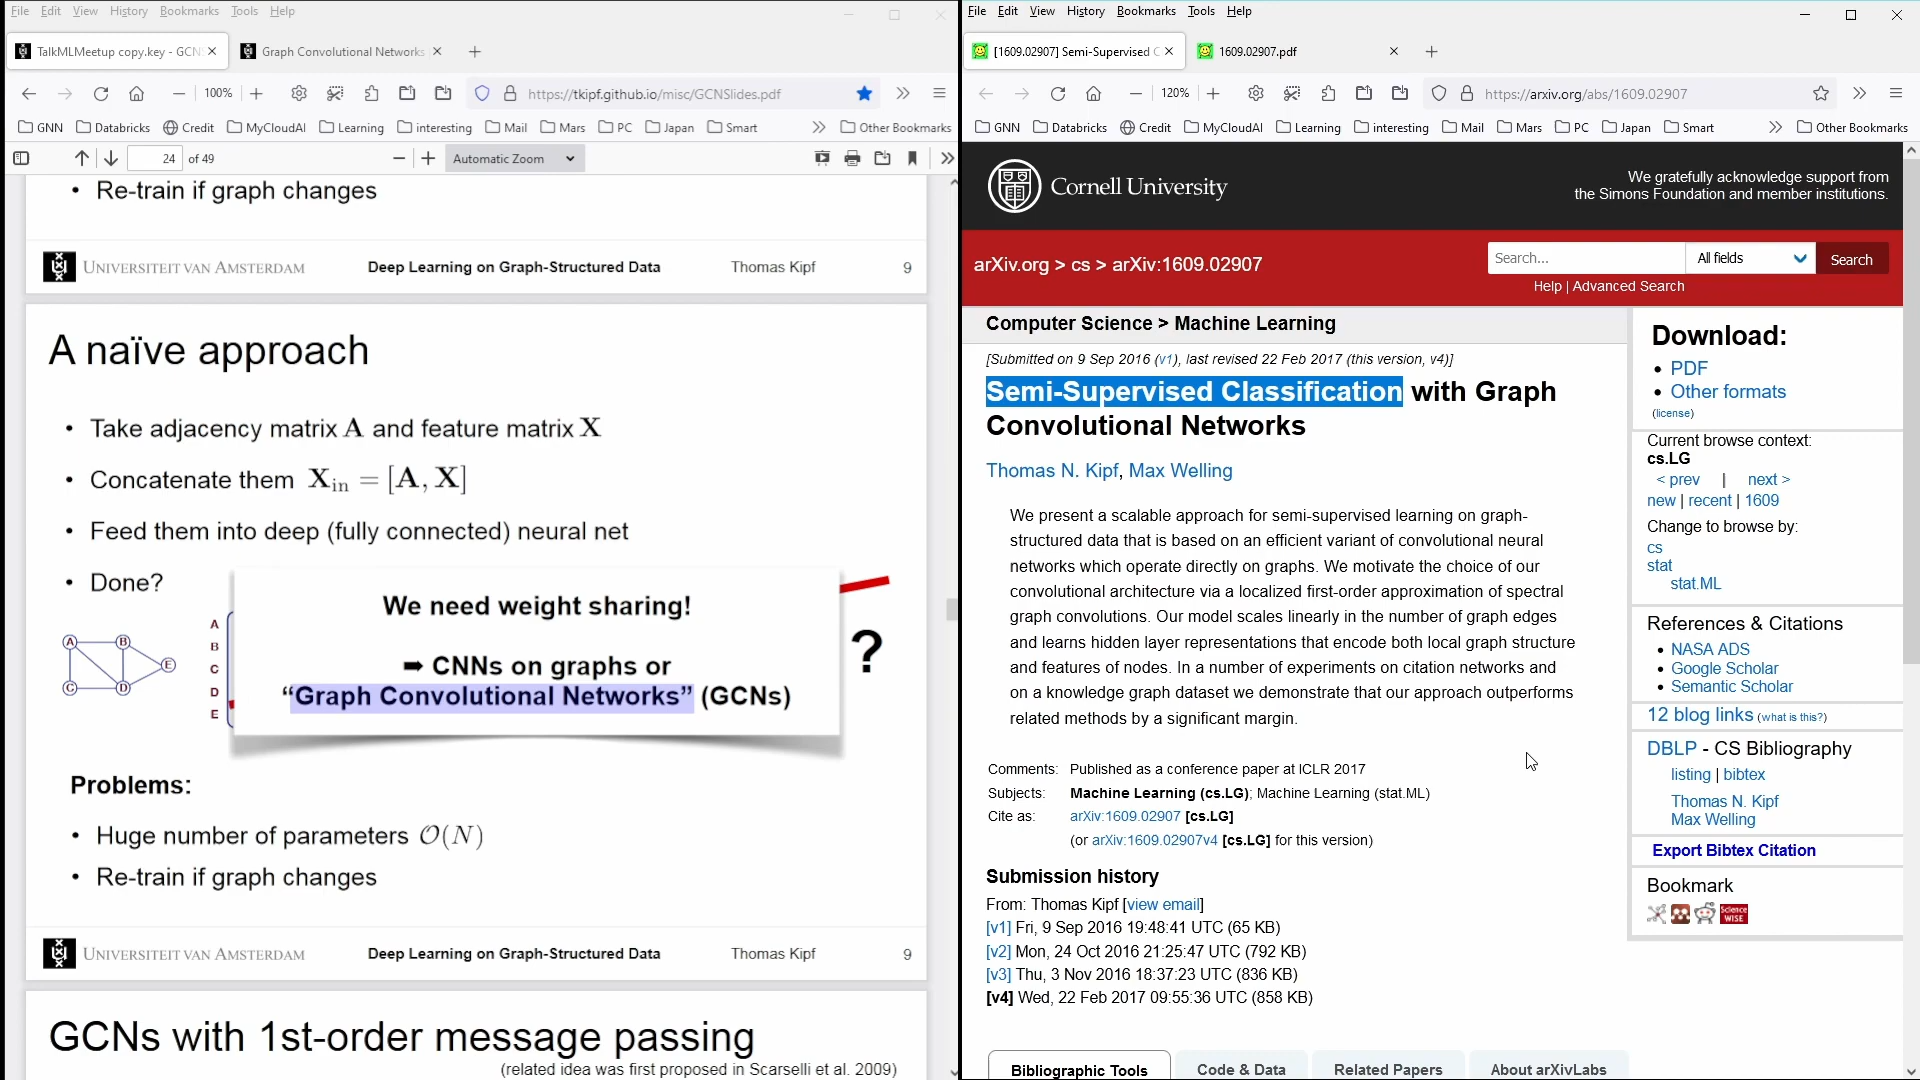 File Edit View History Bookmarks Tools Help
TalkMLMeetup copy.key - GCNS
Graph Convolutional Networks
100%
https://tkipf.github.io/misc/GCNSlides.pdf
GNN Databricks Credit MyCloudAI Learning interesting Mail Mars PC Japan Smart Other Bookmarks
24 of 49
Automatic Zoom
• Re-train if graph changes
UNIVERSITEIT VAN AMSTERDAM Deep Learning on Graph-Structured Data Thomas Kipf 9
A naïve approach
• Take adjacency matrix A and feature matrix X
• Concatenate them X_in = [A, X]
• Feed them into deep (fully connected) neural net
• Done?
We need weight sharing!
➡ CNNs on graphs or
“Graph Convolutional Networks” (GCNs)
?
A B C D E
A
B
C
D
E
Problems:
• Huge number of parameters O(N)
• Re-train if graph changes
UNIVERSITEIT VAN AMSTERDAM Deep Learning on Graph-Structured Data Thomas Kipf 9
GCNs with 1st-order message passing
(related idea was first proposed in Scarselli et al. 2009)
File Edit View History Bookmarks Tools Help
[1609.02907] Semi-Supervised C
1609.02907.pdf
120%
https://arxiv.org/abs/1609.02907
GNN Databricks Credit MyCloudAI Learning interesting Mail Mars PC Japan Smart Other Bookmarks
Cornell University
We gratefully acknowledge support from
the Simons Foundation and member institutions.
arXiv.org > cs > arXiv:1609.02907
Search... All fields Search
Help | Advanced Search
Computer Science > Machine Learning
[Submitted on 9 Sep 2016 (v1), last revised 22 Feb 2017 (this version, v4)]
Semi-Supervised Classification with Graph
Convolutional Networks
Thomas N. Kipf, Max Welling
We present a scalable approach for semi-supervised learning on graph-
structured data that is based on an efficient variant of convolutional neural
networks which operate directly on graphs. We motivate the choice of our
convolutional architecture via a localized first-order approximation of spectral
graph convolutions. Our model scales linearly in the number of graph edges
and learns hidden layer representations that encode both local graph structure
and features of nodes. In a number of experiments on citation networks and
on a knowledge graph dataset we demonstrate that our approach outperforms
related methods by a significant margin.
Comments: Published as a conference paper at ICLR 2017
Subjects: Machine Learning (cs.LG); Machine Learning (stat.ML)
Cite as: arXiv:1609.02907 [cs.LG]
(or arXiv:1609.02907v4 [cs.LG] for this version)
Submission history
From: Thomas Kipf [view email]
[v1] Fri, 9 Sep 2016 19:48:41 UTC (65 KB)
[v2] Mon, 24 Oct 2016 21:25:47 UTC (792 KB)
[v3] Thu, 3 Nov 2016 18:37:23 UTC (836 KB)
[v4] Wed, 22 Feb 2017 09:55:36 UTC (858 KB)
Bibliographic Tools Code & Data Related Papers About arXivLabs
Download:
• PDF
• Other formats
(license)
Current browse context:
cs.LG
< prev | next >
new | recent | 1609
Change to browse by:
cs
stat
stat.ML
References & Citations
• NASA ADS
• Google Scholar
• Semantic Scholar
12 blog links (what is this?)
DBLP - CS Bibliography
listing | bibtex
Thomas N. Kipf
Max Welling
Export Bibtex Citation
Bookmark
Science
WISE